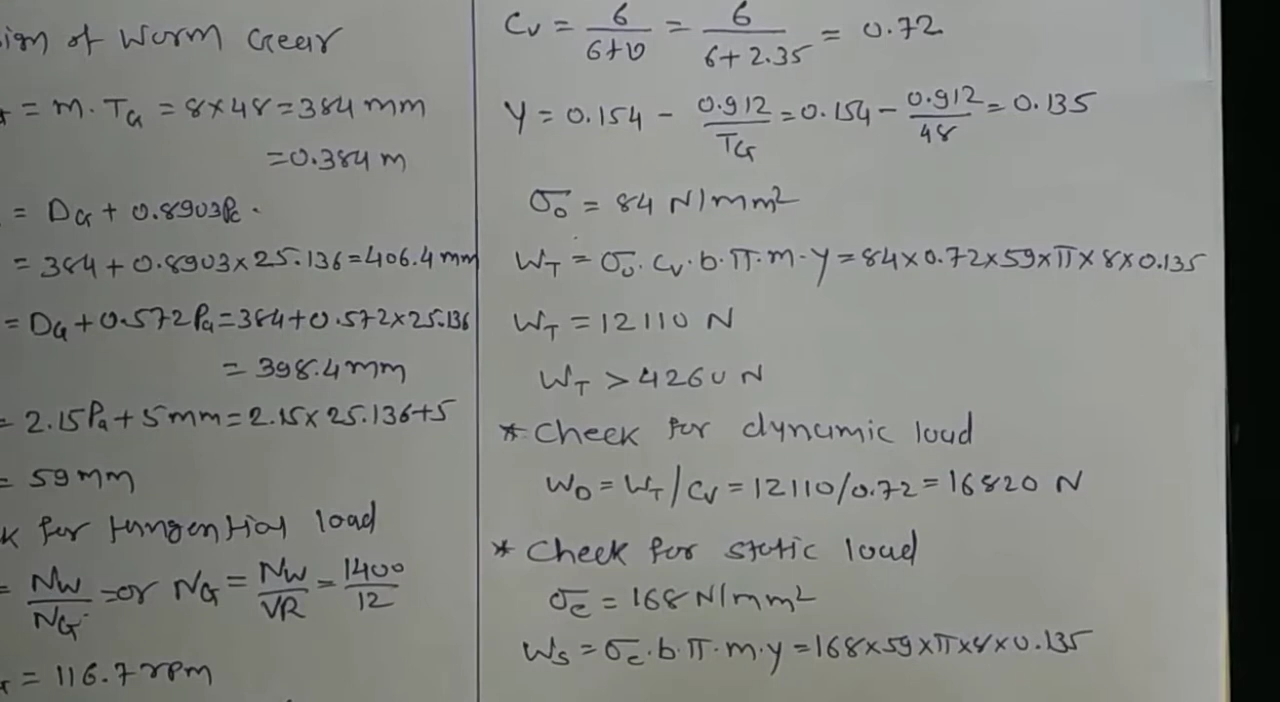 ign of Worm Gear
= m. TG = 8×48 = 384 mm
= 0.384 m
= DG + 0.8903Pc.
= 384 + 0.8903×25.136 = 406.4 mm
= DG + 0.572 Pa = 384 + 0.572×25.136
= 398.4 mm
= 2.15Pa + 5 mm = 2.15×25.136+5
= 59 mm
k for tangential load
= NW/NG = or NG = NW/VR = 1400/12
= 116.7 rpm
Cv = 6/(6+v) = 6/(6+2.35) = 0.72
Y = 0.154 - 0.912/TG = 0.154 - 0.912/48 = 0.135
σo = 84 N/mm²
WT = σo. Cv. b. π. m. y = 84×0.72×59×π×8×0.135
WT = 12110 N
WT > 4260 N
* Check for dynamic load
WD = WT/Cv = 12110/0.72 = 16820 N
* Check for static load
σe = 168 N/mm²
Ws = σe. b. π. m. y = 168×59×π×8×0.135